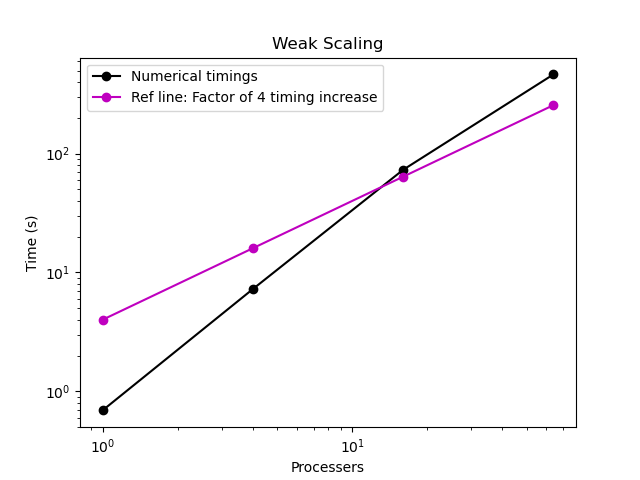 Weak Scaling
Numerical timings
Ref line: Factor of 4 timing increase
Time (s)
10²
10¹
10⁰
10⁰
10¹
Processers